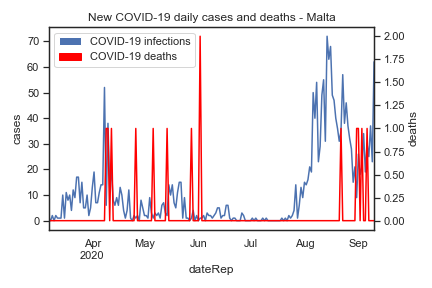 New COVID-19 daily cases and deaths - Malta
COVID-19 infections
COVID-19 deaths
70
60
50
40
30
20
10
0
cases
2.00
1.75
1.50
1.25
1.00
0.75
0.50
0.25
0.00
deaths
Apr May Jun Jul Aug Sep
2020
dateRep